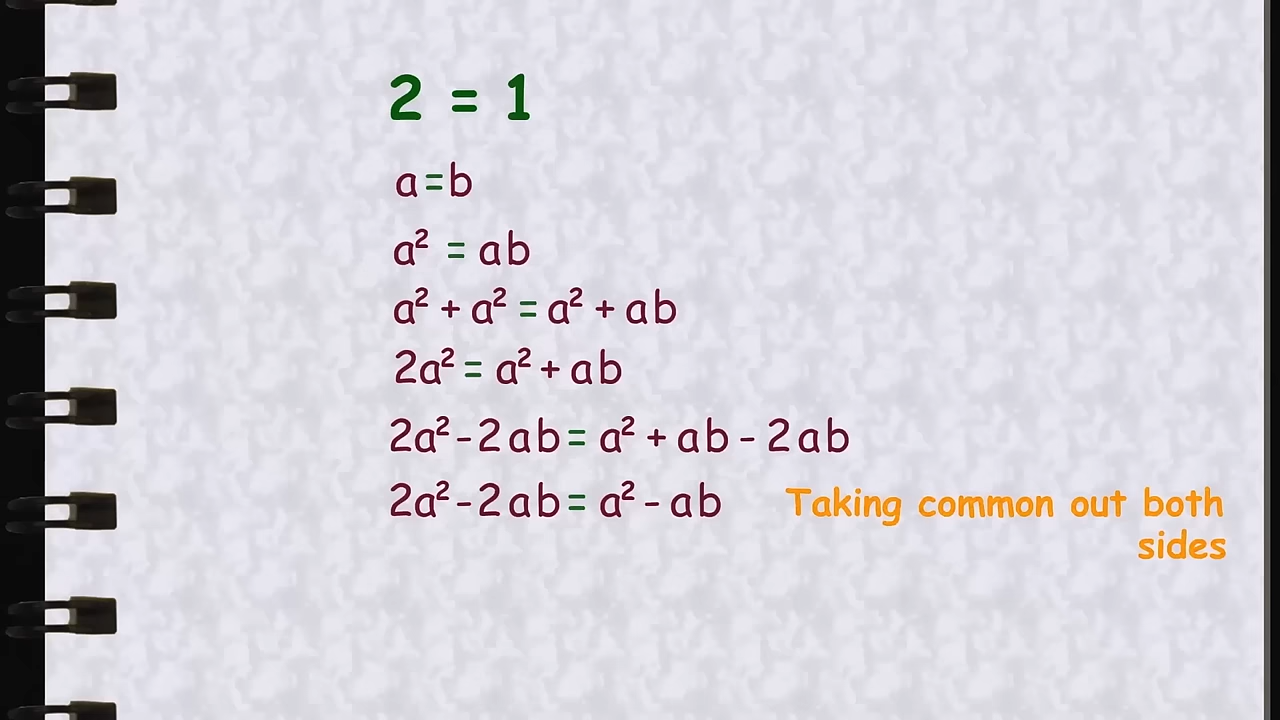 2 = 1
a=b
a² = ab
a² + a² = a² + ab
2a² = a² + ab
2a² - 2ab = a² + ab - 2ab
2a² - 2ab = a² - ab Taking common out both
sides